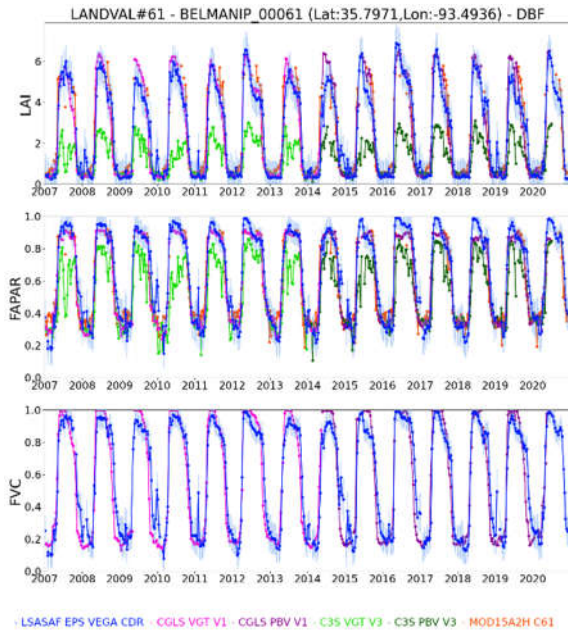 LANDVAL#61 - BELMANIP_00061 (Lat:35.7971,Lon:-93.4936) - DBF
LAI
6
4
2
0
2007 2008 2009 2010 2011 2012 2013 2014 2015 2016 2017 2018 2019 2020
FAPAR
1.0
0.8
0.6
0.4
0.2
0.0
2007 2008 2009 2010 2011 2012 2013 2014 2015 2016 2017 2018 2019 2020
FVC
1.0
0.8
0.6
0.4
0.2
0.0
2007 2008 2009 2010 2011 2012 2013 2014 2015 2016 2017 2018 2019 2020
LSASAF EPS VEGA CDR CGLS VGT V1 CGLS PBV V1 C3S VGT V3 C3S PBV V3 MOD15A2H C61